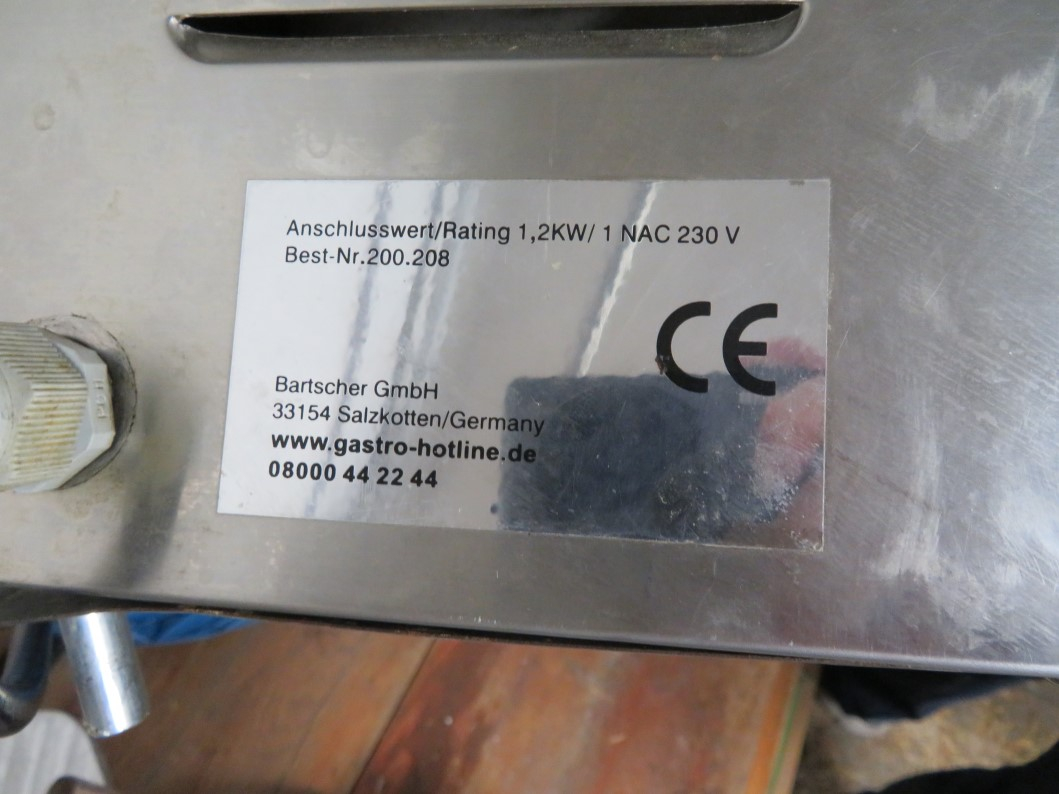 Anschlusswert/Rating 1,2KW/ 1 NAC 230 V
Best-Nr.200.208
CE
Bartscher GmbH
33154 Salzkotten/Germany
www.gastro-hotline.de
08000 44 22 44